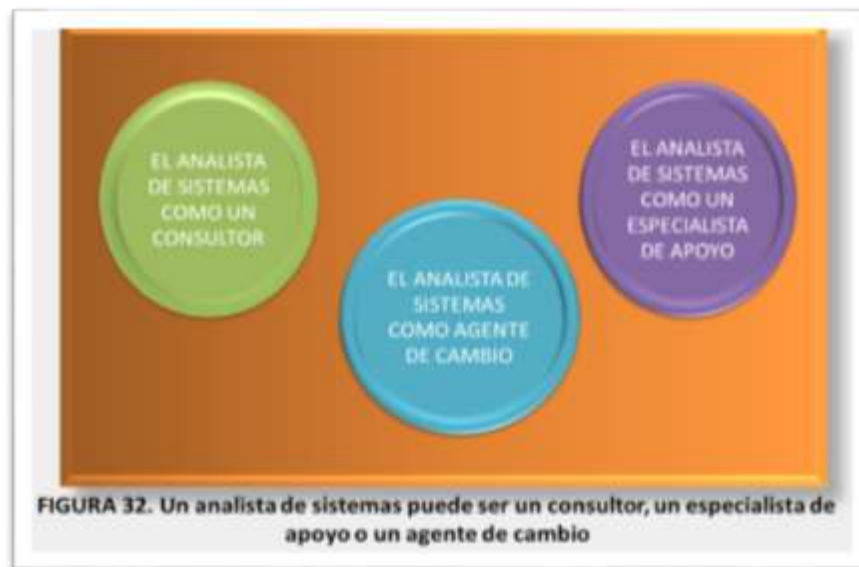 EL ANALISTA
DE SISTEMAS
COMO UN
CONSULTOR
EL ANALISTA DE
SISTEMAS
COMO AGENTE
DE CAMBIO
EL ANALISTA
DE SISTEMAS
COMO UN
ESPECIALISTA
DE APOYO
FIGURA 32. Un analista de sistemas puede ser un consultor, un especialista de
apoyo o un agente de cambio